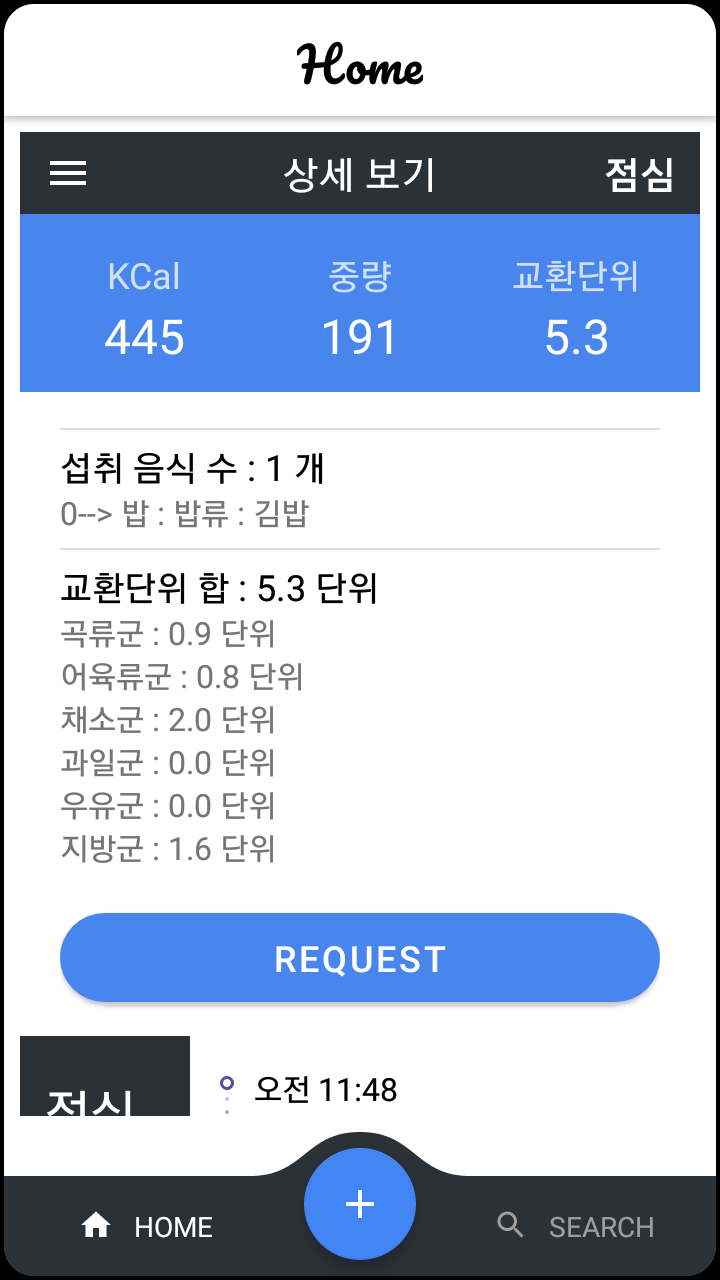 Home
상세 보기 점심
KCal 중량 교환단위
445 191 5.3
섭취 음식 수 : 1 개
0--> 밥 : 밥류 : 김밥
교환단위 합 : 5.3 단위
곡류군 : 0.9 단위
어육류군 : 0.8 단위
채소군 : 2.0 단위
과일군 : 0.0 단위
우유군 : 0.0 단위
지방군 : 1.6 단위
REQUEST
점심 오전 11:48
HOME SEARCH